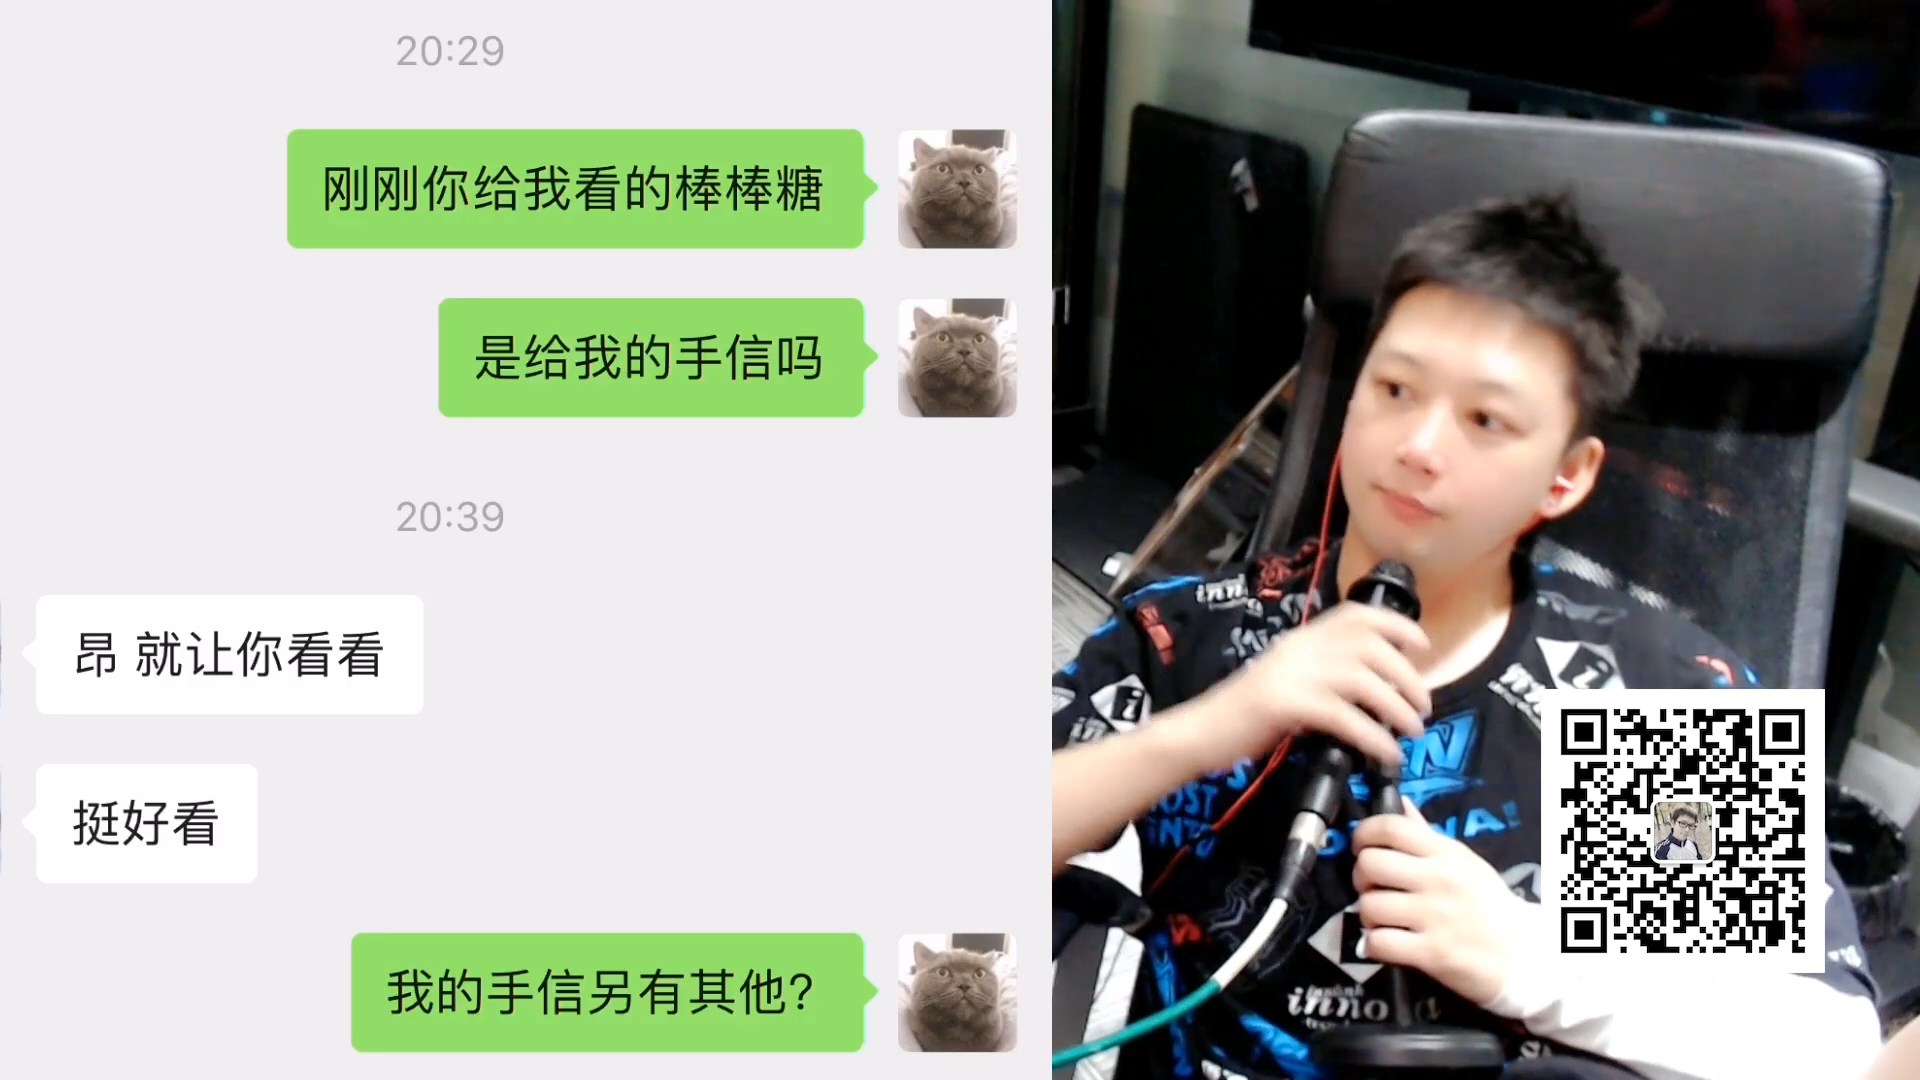 20:29
刚刚你给我看的棒棒糖
是给我的手信吗
20:39
昂 就让你看看
挺好看
我的手信另有其他?
inno